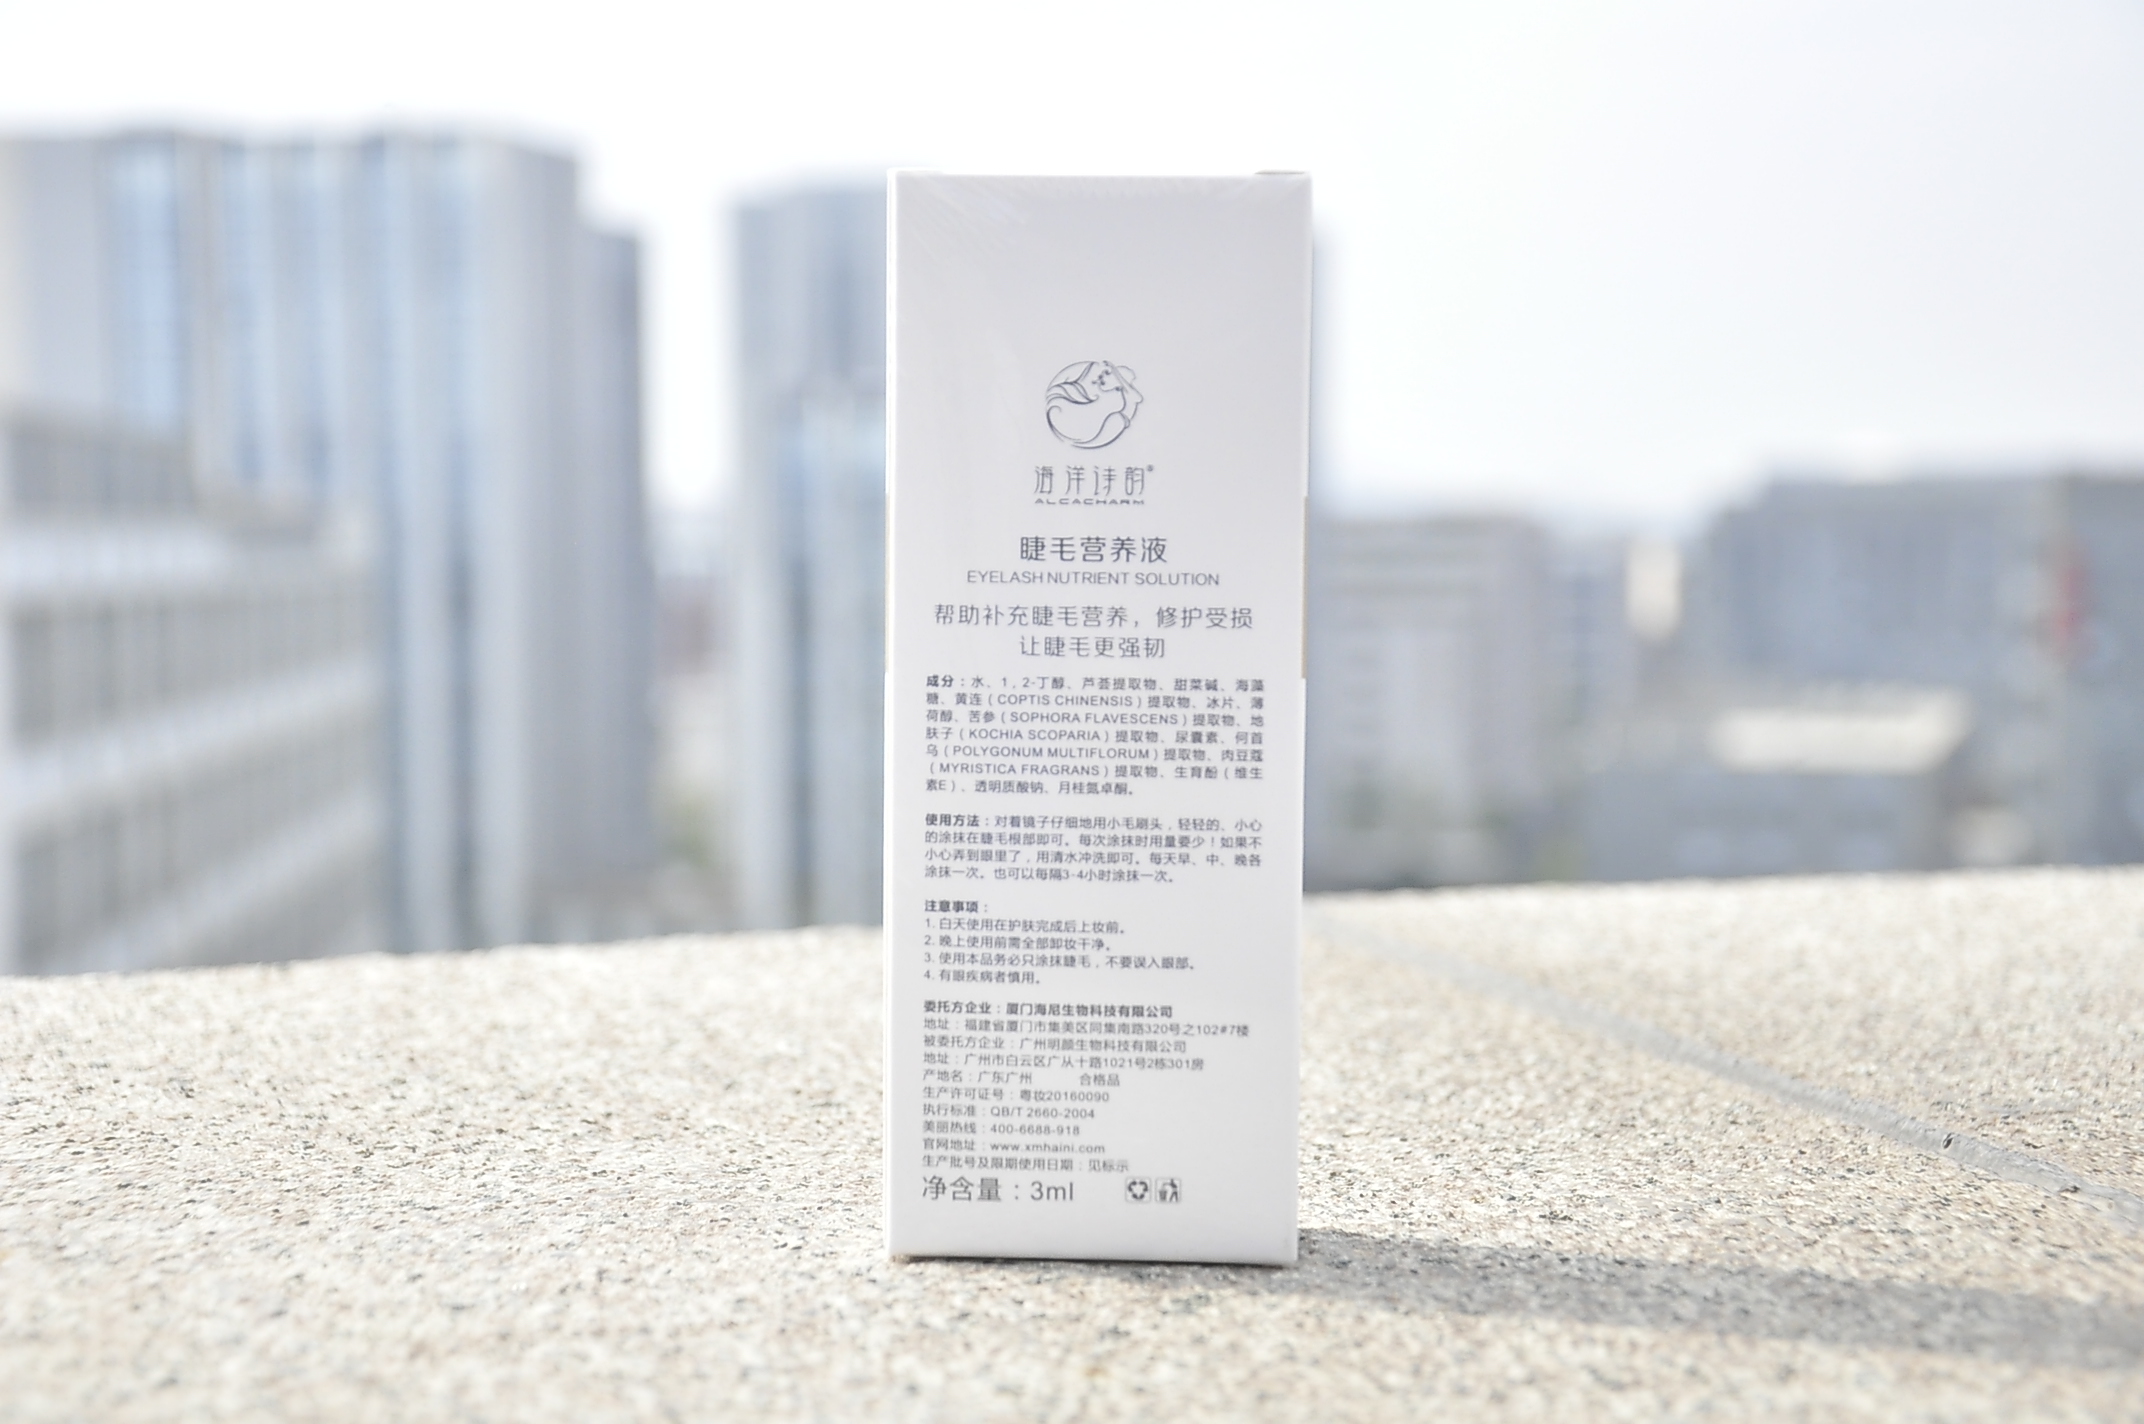 海洋诗韵®
ALCACHARM
睫毛营养液
EYELASH NUTRIENT SOLUTION
帮助补充睫毛营养，修护受损
让睫毛更强韧
成分：水、1，2-丁醇、芦荟提取物、甜菜碱、海藻
糖、黄连（COPTIS CHINENSIS）提取物、冰片、薄
荷醇、苦参（SOPHORA FLAVESCENS）提取物、地
肤子（KOCHIA SCOPARIA）提取物、尿囊素、何首
乌（POLYGONUM MULTIFLORUM）提取物、肉豆蔻
（MYRISTICA FRAGRANS）提取物、生育酚（维生
素E）、透明质酸钠、月桂氮卓酮。
使用方法：对着镜子仔细地用小毛刷头，轻轻的、小心
的涂抹在睫毛根部即可。每次涂抹时用量要少！如果不
小心弄到眼里了，用清水冲洗即可。每天早、中、晚各
涂抹一次。也可以每隔3-4小时涂抹一次。
注意事项：
1. 白天使用在护肤完成后上妆前。
2. 晚上使用前需全部卸妆干净。
3. 使用本品务必只涂抹睫毛，不要误入眼部。
4. 有眼疾病者慎用。
委托方企业：厦门海尼生物科技有限公司
地址：福建省厦门市集美区同集南路320号之102#7楼
被委托方企业：广州明颜生物科技有限公司
地址：广州市白云区广从十路1021号2栋301房
产地名：广东广州 合格品
生产许可证号：粤妆20160090
执行标准：QB/T 2660-2004
美丽热线：400-6688-918
官网地址：www.xmhaini.com
生产批号及限期使用日期：见标示
净含量：3ml